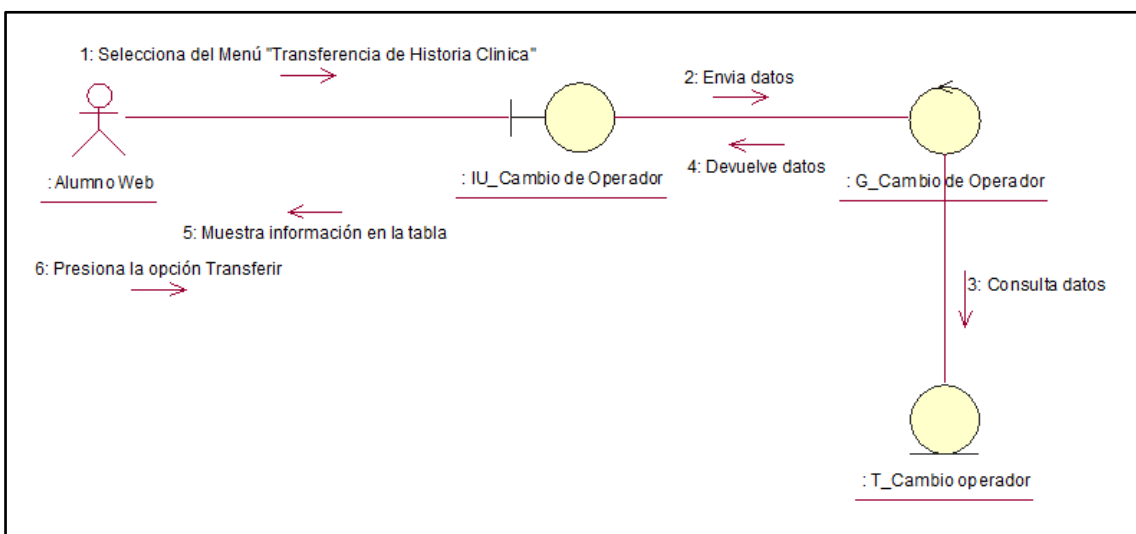 1: Selecciona del Menú "Transferencia de Historia Clinica"
2: Envia datos
4: Devuelve datos
: Alumno Web
: IU_Cambio de Operador
: G_Cambio de Operador
5: Muestra información en la tabla
6: Presiona la opción Transferir
3: Consulta datos
: T_Cambio operador